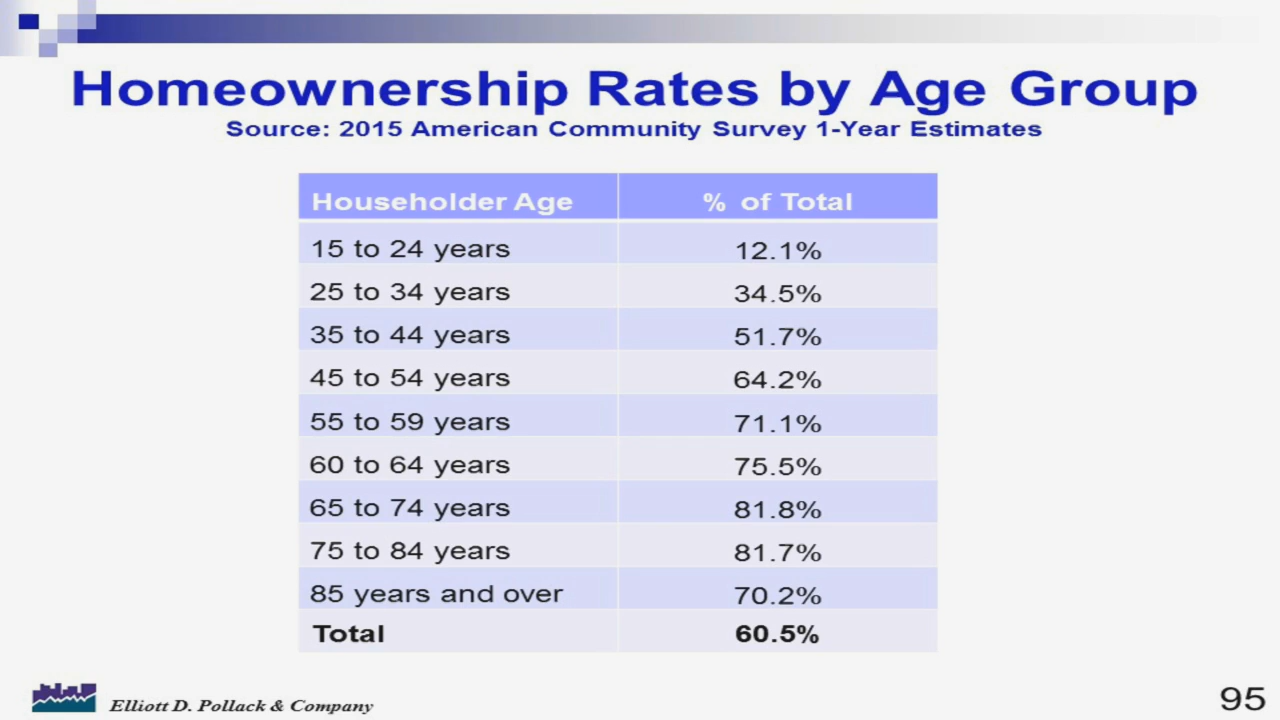 Homeownership Rates by Age Group
Source: 2015 American Community Survey 1-Year Estimates
Householder Age % of Total
15 to 24 years 12.1%
25 to 34 years 34.5%
35 to 44 years 51.7%
45 to 54 years 64.2%
55 to 59 years 71.1%
60 to 64 years 75.5%
65 to 74 years 81.8%
75 to 84 years 81.7%
85 years and over 70.2%
Total 60.5%
Elliott D. Pollack & Company
95